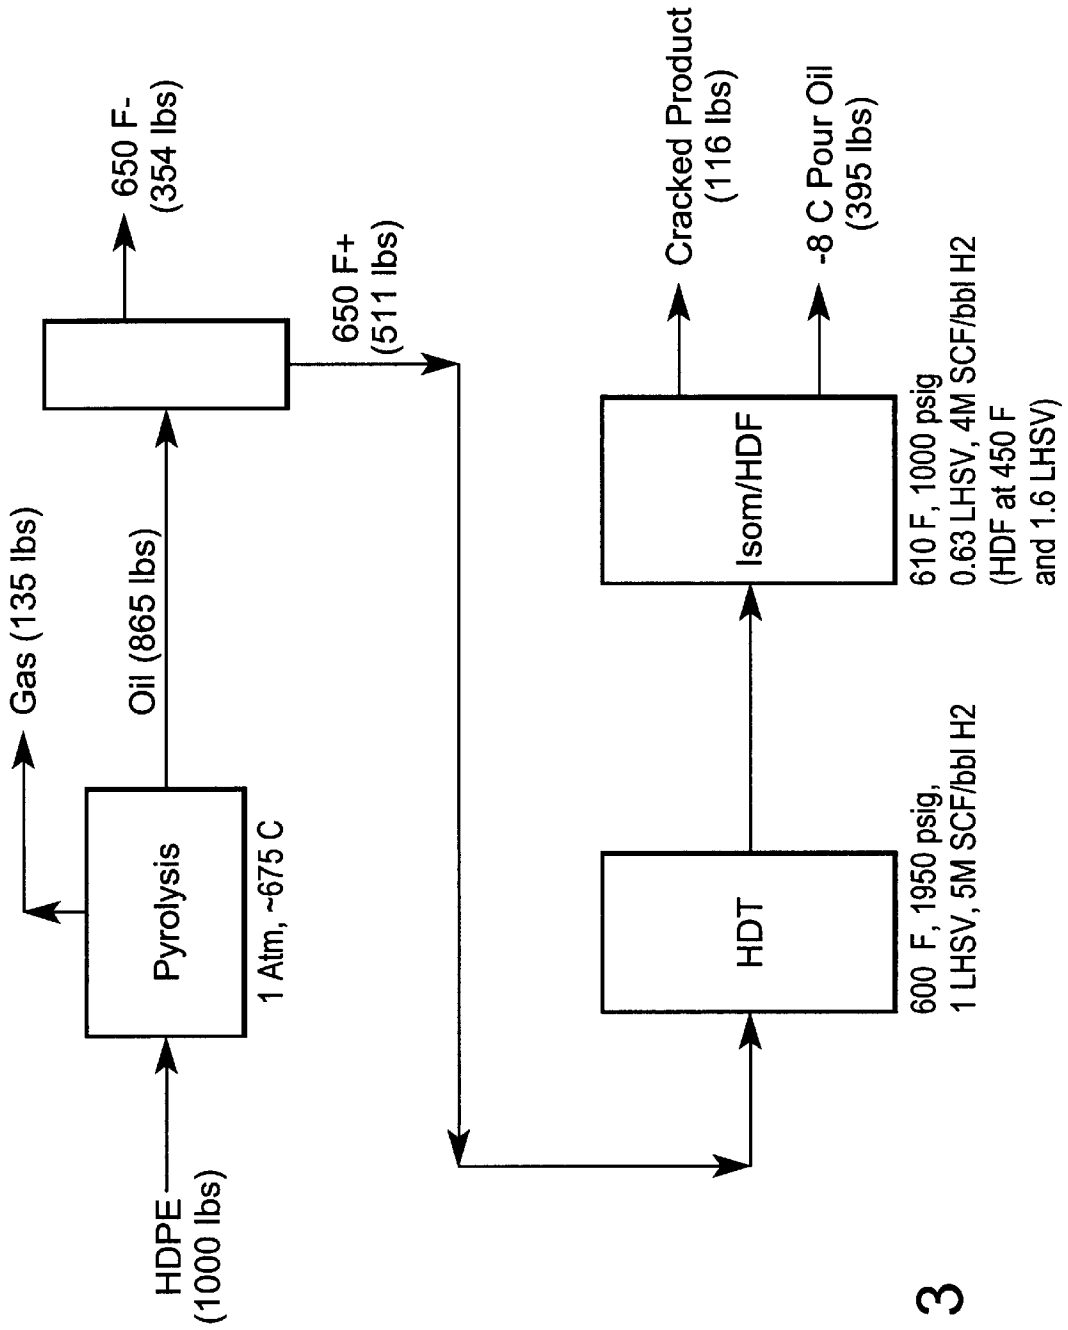 HDPE
(1000 lbs)
Pyrolysis
1 Atm, ~675 C
Gas (135 lbs)
Oil (865 lbs)
650 F-
(354 lbs)
650 F+
(511 lbs)
HDT
600 F, 1950 psig,
1 LHSV, 5M SCF/bbl H2
Isom/HDF
610 F, 1000 psig
0.63 LHSV, 4M SCF/bbl H2
(HDF at 450 F
and 1.6 LHSV)
Cracked Product
(116 lbs)
-8 C Pour Oil
(395 lbs)
3